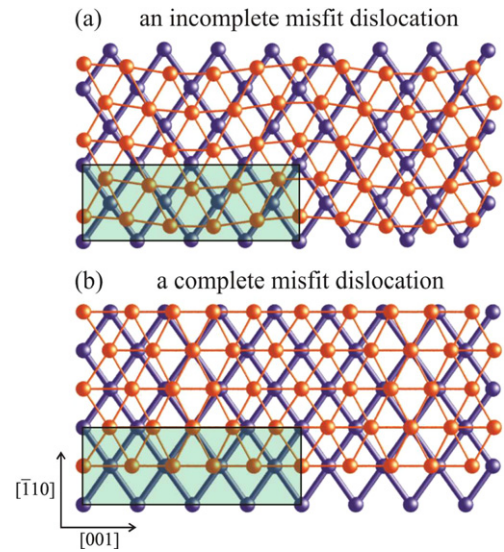 (a) an incomplete misfit dislocation
(b) a complete misfit dislocation
[1̅10]
[001]